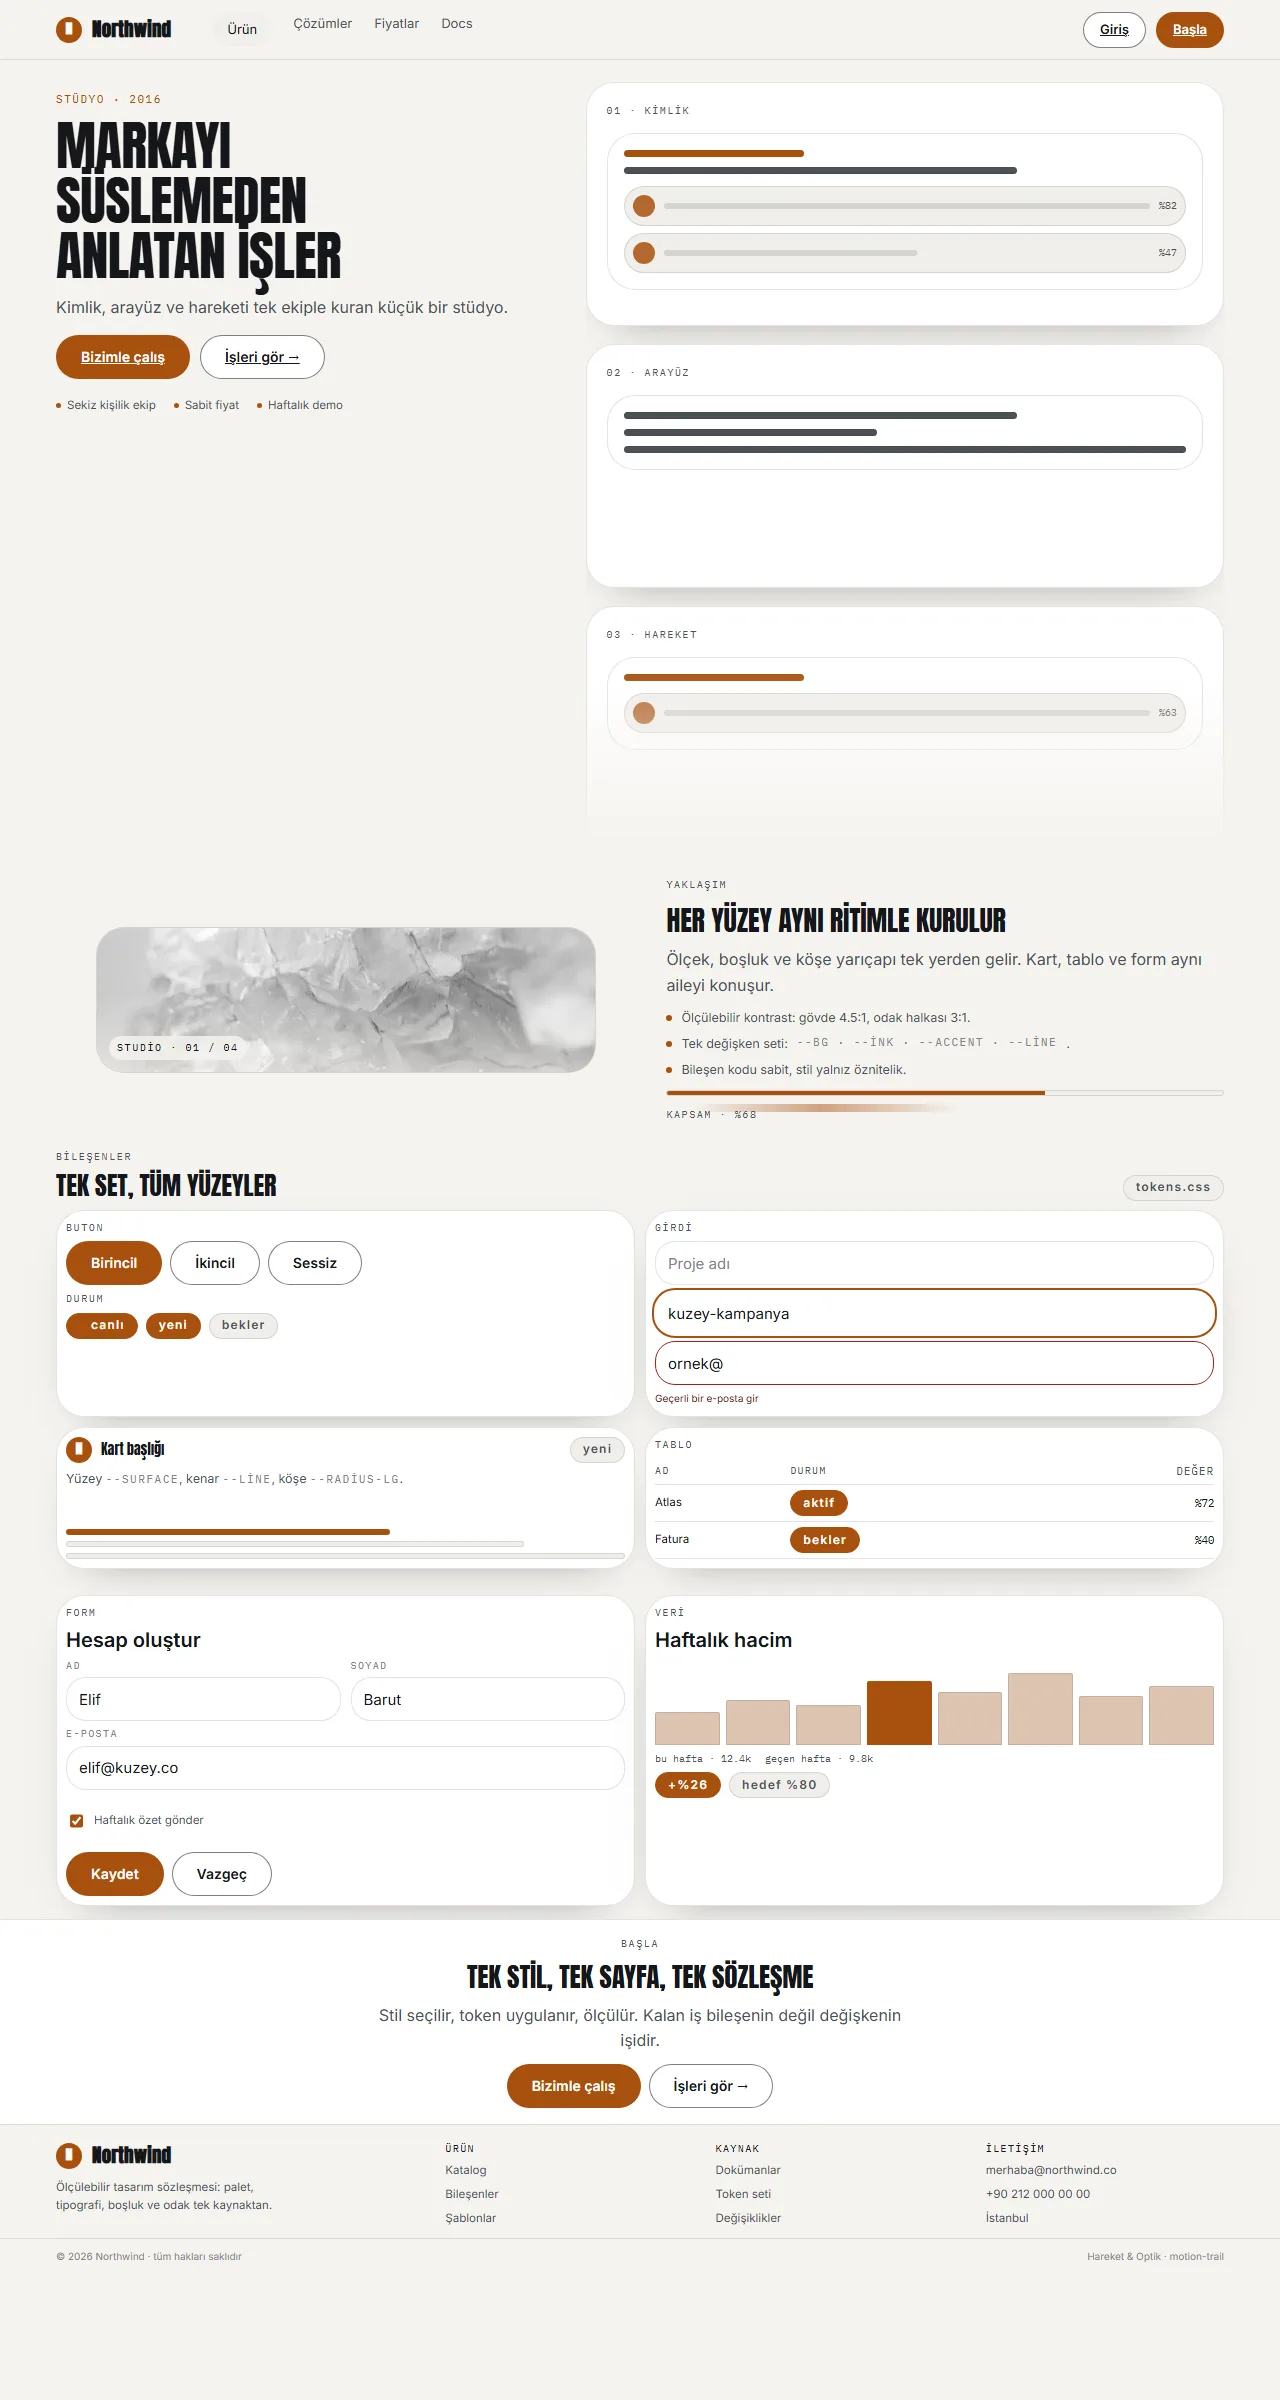 Northwind
Ürün
Çözümler
Fiyatlar
Docs
Giriş
Başla
STÜDYO · 2016
MARKAYI
SÜSLEMEDEN
ANLATAN İŞLER
Kimlik, arayüz ve hareketi tek ekiple kuran küçük bir stüdyo.
Bizimle çalış
İşleri gör →
Sekiz kişilik ekip
Sabit fiyat
Haftalık demo
01 · KİMLİK
%82
%47
02 · ARAYÜZ
03 · HAREKET
%63
STUDİO · 01 / 04
YAKLAŞIM
HER YÜZEY AYNI RİTİMLE KURULUR
Ölçek, boşluk ve köşe yarıçapı tek yerden gelir. Kart, tablo ve form aynı
aileyi konuşur.
Ölçülebilir kontrast: gövde 4.5:1, odak halkası 3:1.
Tek değişken seti: --BG · --İNK · --ACCENT · --LİNE .
Bileşen kodu sabit, stil yalnız öznitelik.
KAPSAM · %68
BİLEŞENLER
TEK SET, TÜM YÜZEYLER
tokens.css
BUTON
Birincil
İkincil
Sessiz
DURUM
canlı
yeni
bekler
GİRDİ
Proje adı
kuzey-kampanya
ornek@
Geçerli bir e-posta gir
Kart başlığı
yeni
Yüzey --SURFACE, kenar --LİNE, köşe --RADİUS-LG.
TABLO
AD DURUM DEĞER
Atlas aktif %72
Fatura bekler %40
FORM
Hesap oluştur
AD
SOYAD
Elif
Barut
E-POSTA
elif@kuzey.co
Haftalık özet gönder
Kaydet
Vazgeç
VERİ
Haftalık hacim
bu hafta · 12.4k geçen hafta · 9.8k
+%26
hedef %80
BAŞLA
TEK STİL, TEK SAYFA, TEK SÖZLEŞME
Stil seçilir, token uygulanır, ölçülür. Kalan iş bileşenin değil değişkenin
işidir.
Bizimle çalış
İşleri gör →
Northwind
Ölçülebilir tasarım sözleşmesi: palet,
tipografi, boşluk ve odak tek kaynaktan.
ÜRÜN
Katalog
Bileşenler
Şablonlar
KAYNAK
Dokümanlar
Token seti
Değişiklikler
İLETİŞİM
merhaba@northwind.co
+90 212 000 00 00
İstanbul
© 2026 Northwind · tüm hakları saklıdır
Hareket & Optik · motion-trail